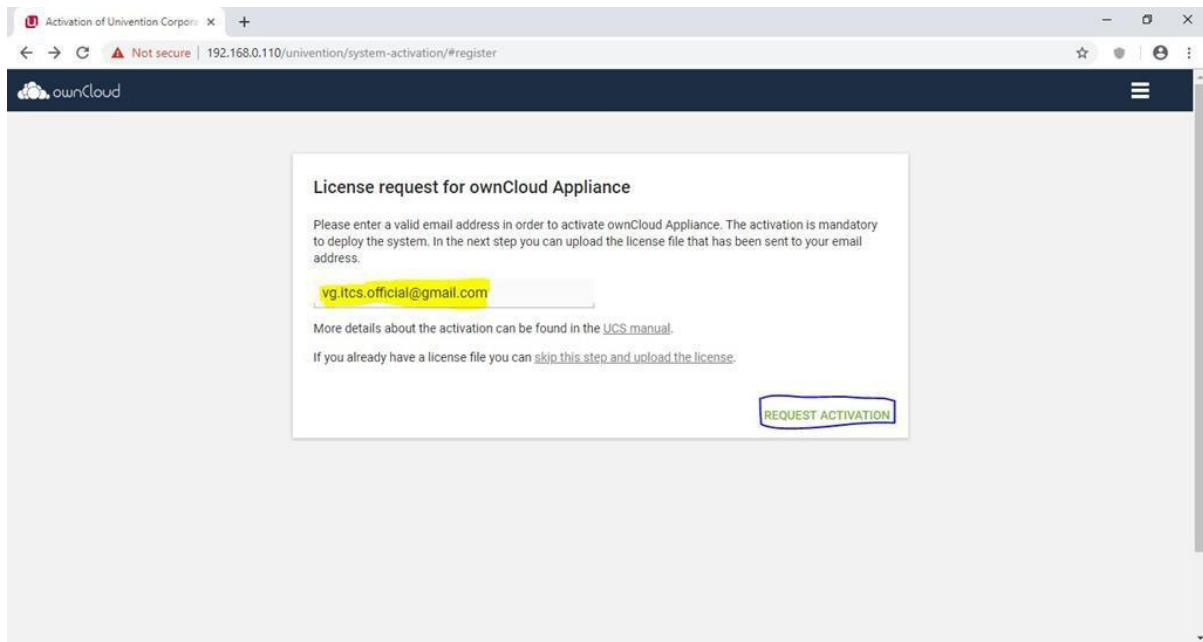 Activation of Univention Corpora
Not secure | 192.168.0.110/univention/system-activation/#register
ownCloud
License request for ownCloud Appliance
Please enter a valid email address in order to activate ownCloud Appliance. The activation is mandatory
to deploy the system. In the next step you can upload the license file that has been sent to your email
address.
vg.itcs.official@gmail.com
More details about the activation can be found in the UCS manual.
If you already have a license file you can skip this step and upload the license.
REQUEST ACTIVATION